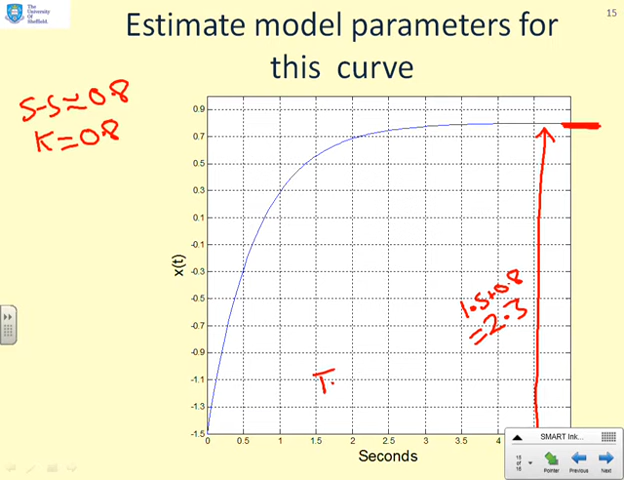 The
University
Of
Sheffield.
15
Estimate model parameters for
this curve
s-s≈0.8
K=0.8
0.9
0.7
0.5
0.3
0.1
-0.1
-0.3
-0.5
-0.7
-0.9
-1.1
-1.3
-1.5
x(t)
1.5+0.8
=2.3
T
0 0.5 1 1.5 2 2.5 3 3.5 4
Seconds
SMART Ink...
15
of
16
Pointer Previous Next